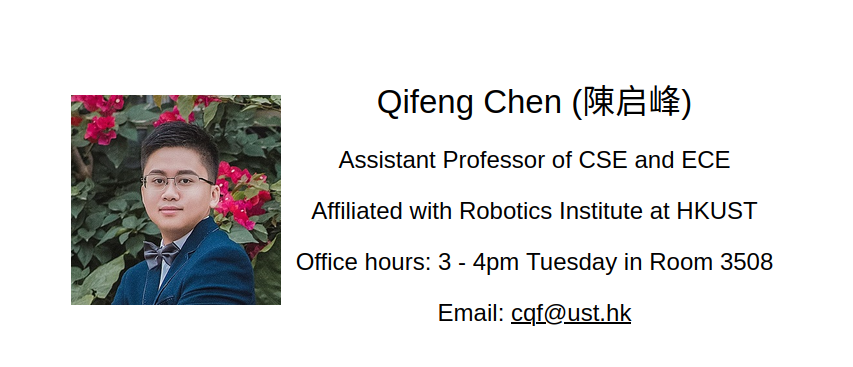 Qifeng Chen (陳启峰)
Assistant Professor of CSE and ECE
Affiliated with Robotics Institute at HKUST
Office hours: 3 - 4pm Tuesday in Room 3508
Email: cqf@ust.hk